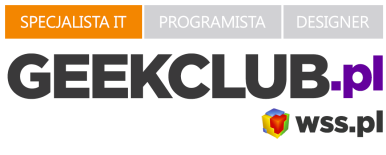 SPECJALISTA IT PROGRAMISTA DESIGNER
GEEKCLUB.pl
wss.pl